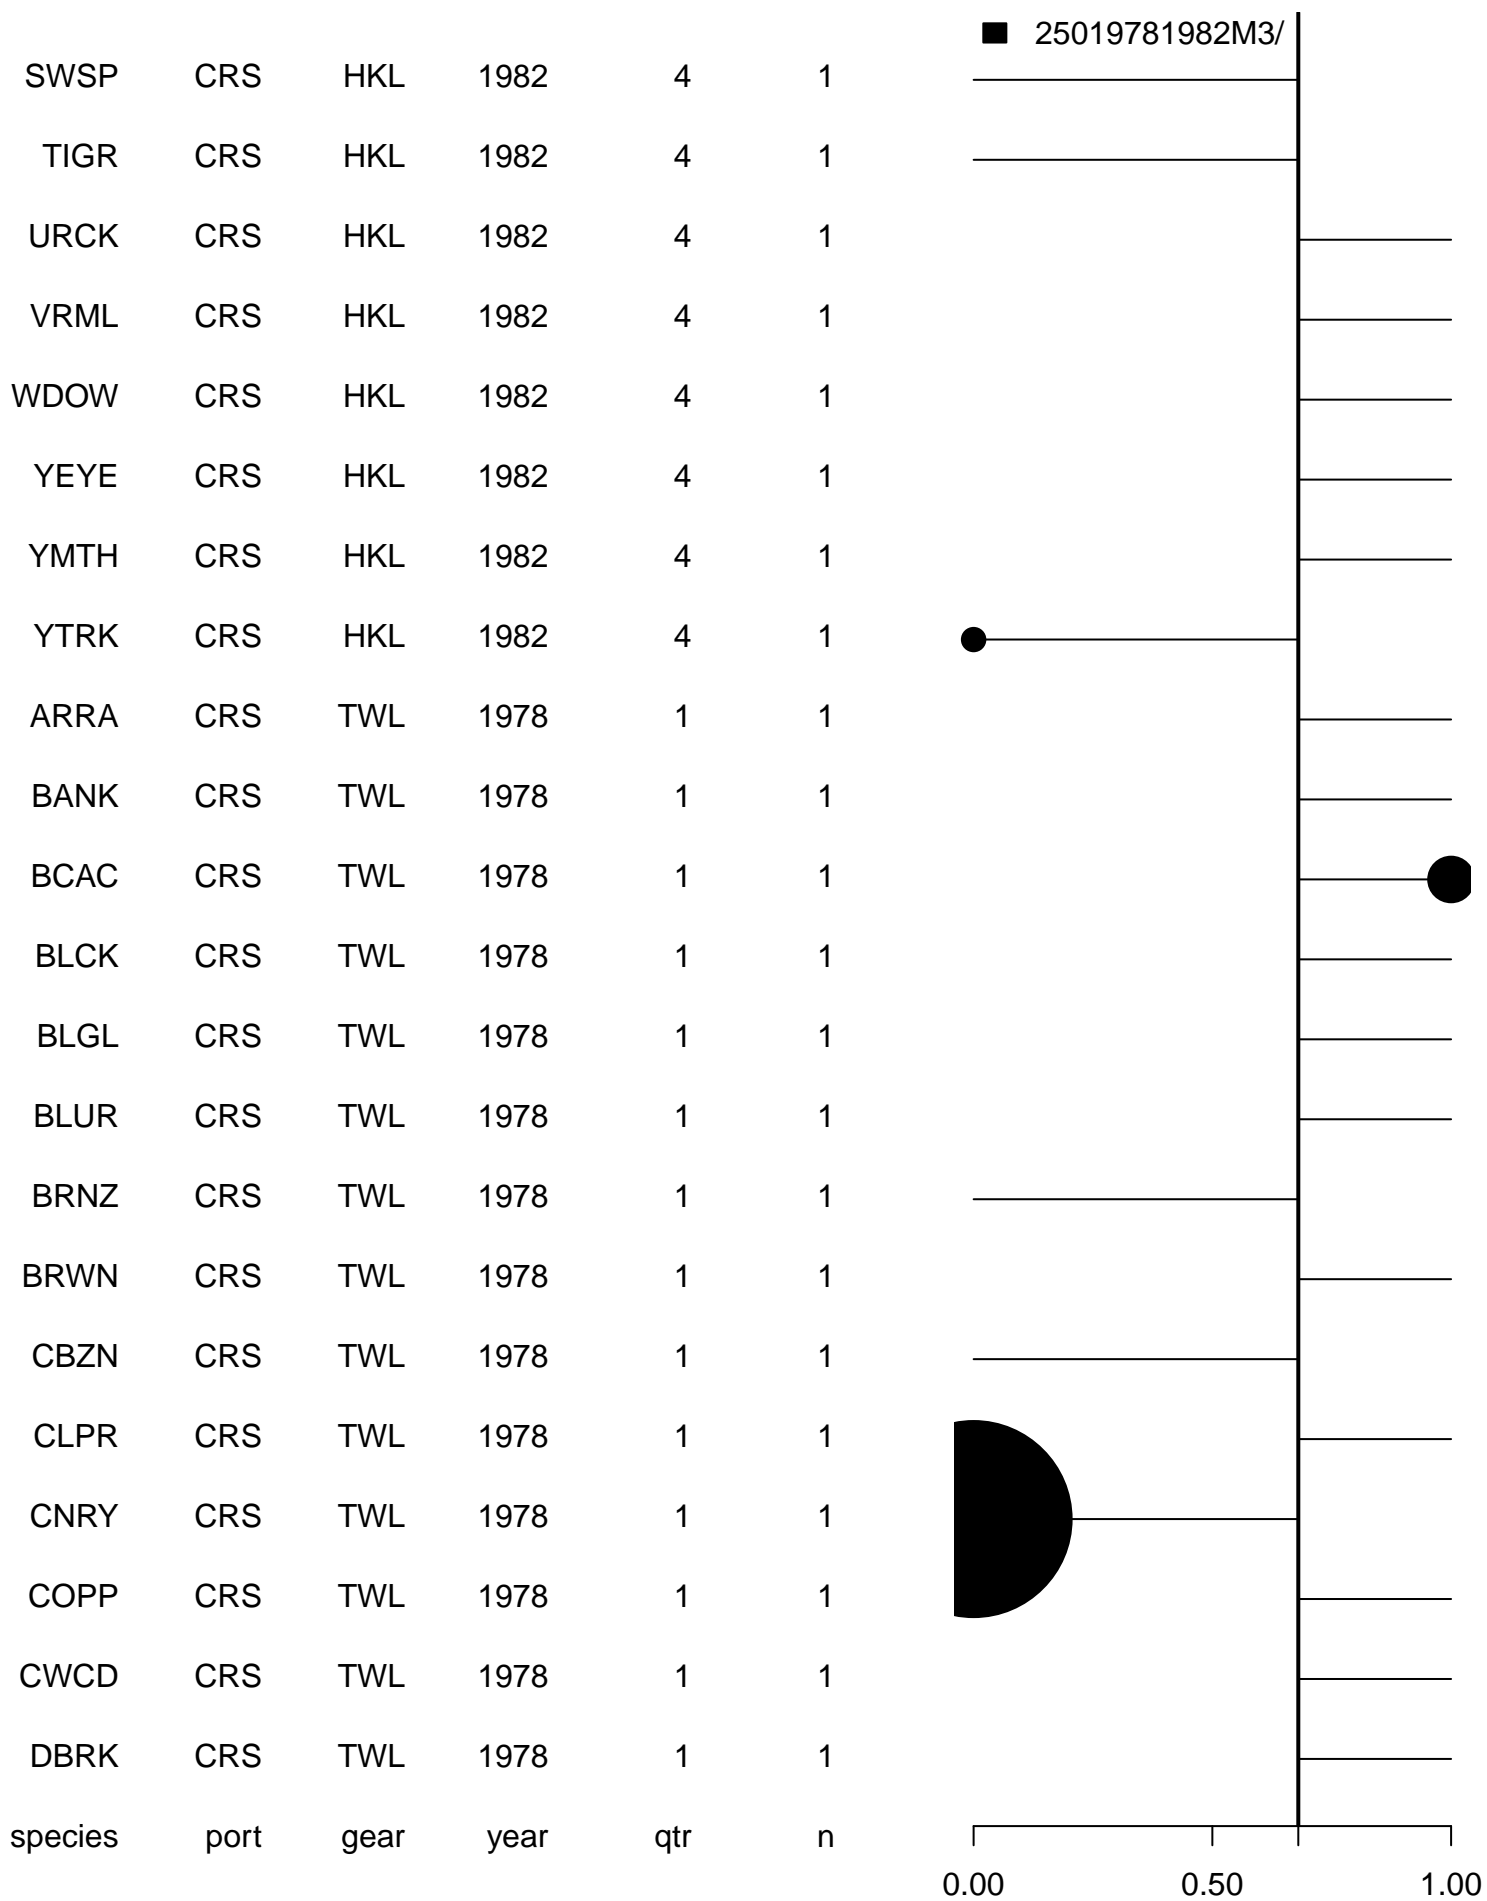 25019781982M3/
SWSP CRS HKL 1982 4 1
TIGR CRS HKL 1982 4 1
URCK CRS HKL 1982 4 1
VRML CRS HKL 1982 4 1
WDOW CRS HKL 1982 4 1
YEYE CRS HKL 1982 4 1
YMTH CRS HKL 1982 4 1
YTRK CRS HKL 1982 4 1
ARRA CRS TWL 1978 1 1
BANK CRS TWL 1978 1 1
BCAC CRS TWL 1978 1 1
BLCK CRS TWL 1978 1 1
BLGL CRS TWL 1978 1 1
BLUR CRS TWL 1978 1 1
BRNZ CRS TWL 1978 1 1
BRWN CRS TWL 1978 1 1
CBZN CRS TWL 1978 1 1
CLPR CRS TWL 1978 1 1
CNRY CRS TWL 1978 1 1
COPP CRS TWL 1978 1 1
CWCD CRS TWL 1978 1 1
DBRK CRS TWL 1978 1 1
species port gear year qtr n
0.00 0.50 1.00